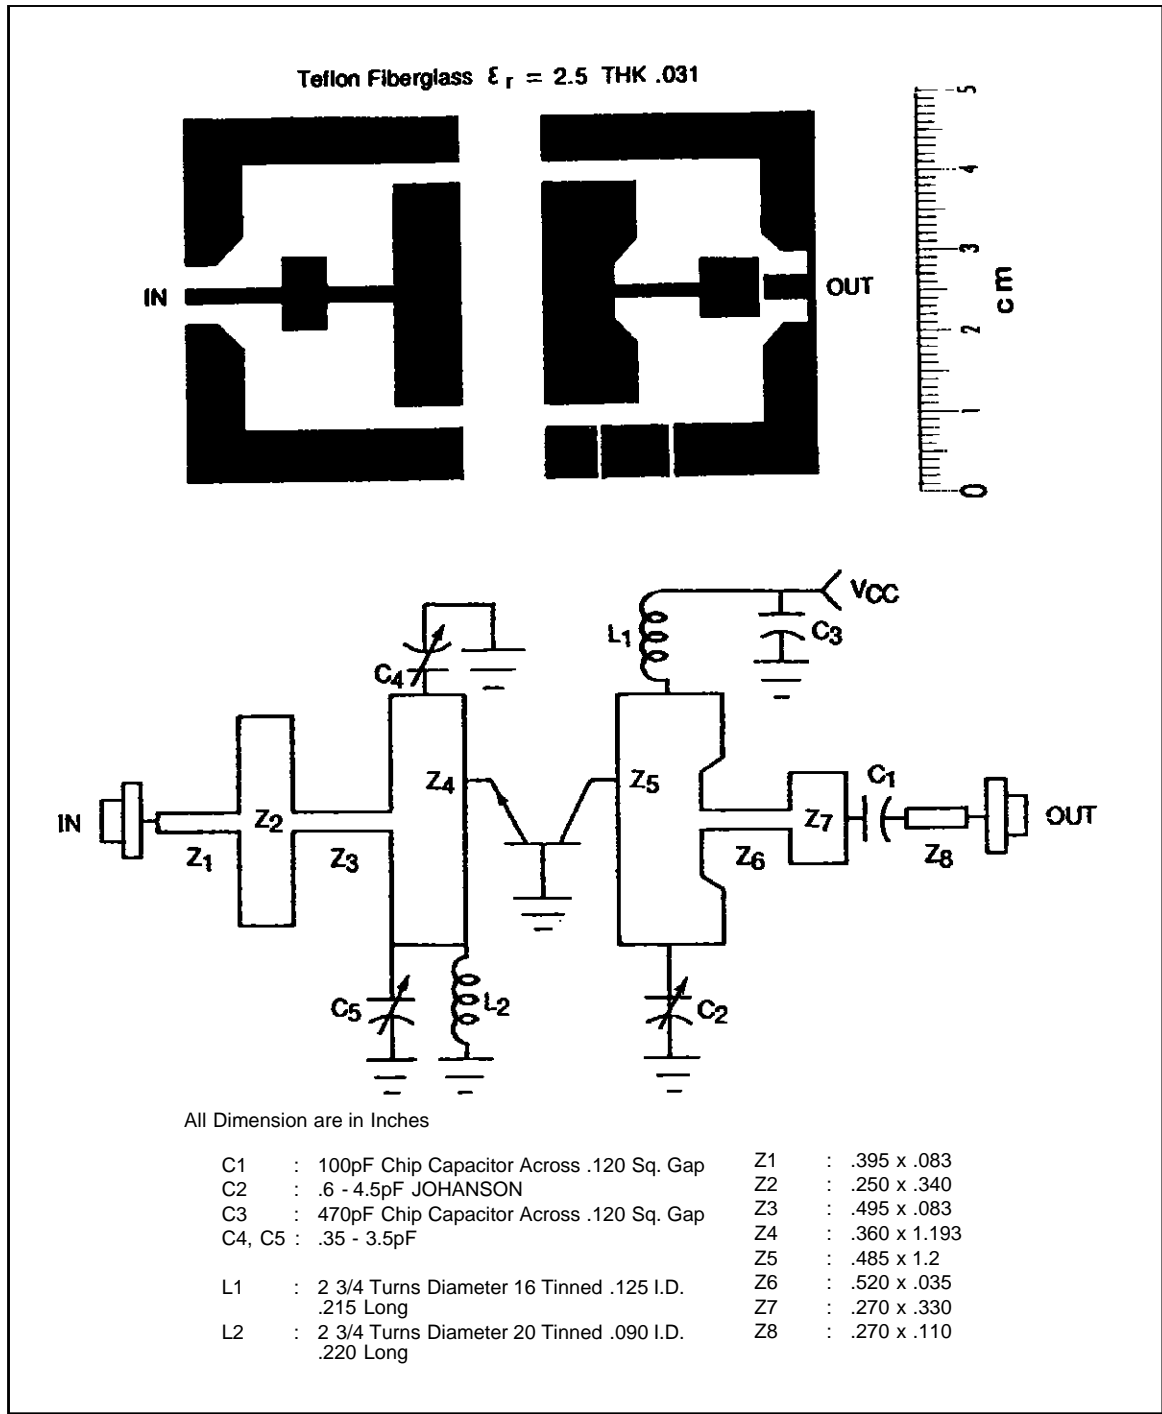 Teflon Fiberglass εr = 2.5 THK .031
IN
OUT
5
4
3
2
1
0
cm
VCC
L1
C3
C4
Z4
Z5
C1
IN
Z1
Z2
Z3
Z6
Z7
Z8
OUT
C5
L2
C2
All Dimension are in Inches
C1 : 100pF Chip Capacitor Across .120 Sq. Gap
C2 : .6 - 4.5pF JOHANSON
C3 : 470pF Chip Capacitor Across .120 Sq. Gap
C4, C5 : .35 - 3.5pF
L1 : 2 3/4 Turns Diameter 16 Tinned .125 I.D.
.215 Long
L2 : 2 3/4 Turns Diameter 20 Tinned .090 I.D.
.220 Long
Z1 : .395 x .083
Z2 : .250 x .340
Z3 : .495 x .083
Z4 : .360 x 1.193
Z5 : .485 x 1.2
Z6 : .520 x .035
Z7 : .270 x .330
Z8 : .270 x .110